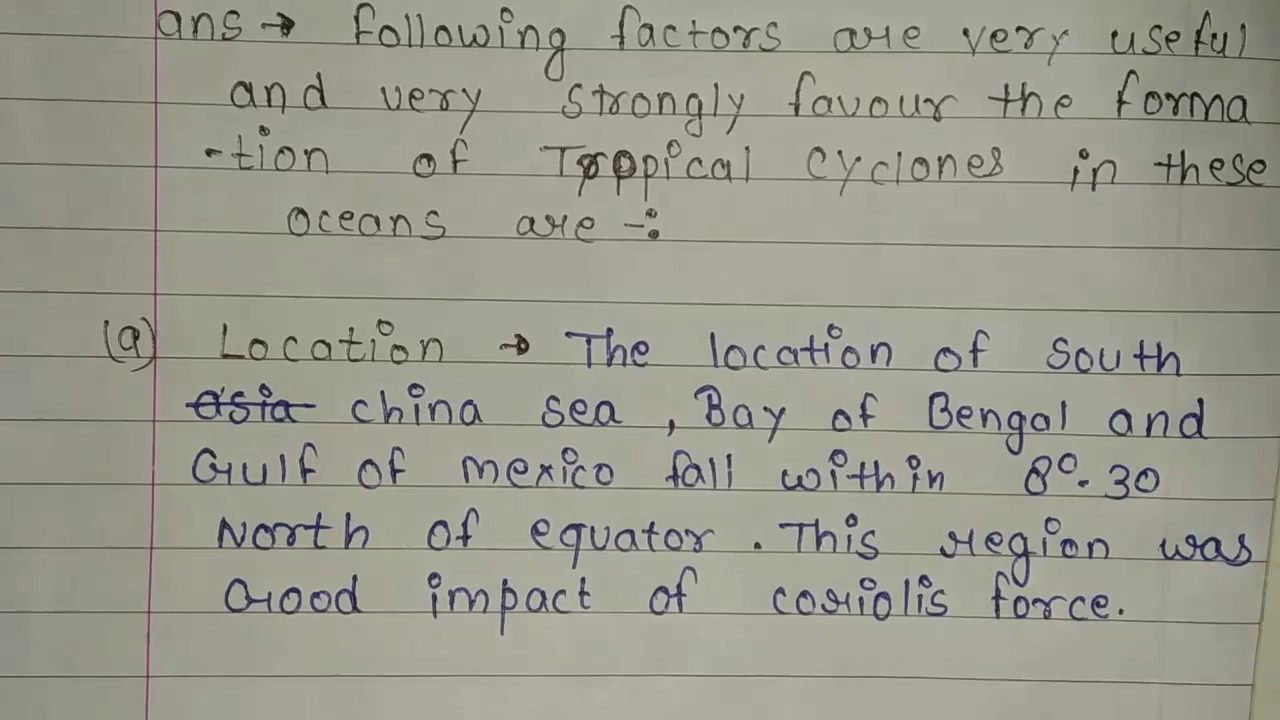 ans → following factors are very useful
and very strongly favour the forma
-tion of Tropical cyclones in these
oceans are -:
(a) Location → The location of south
asia china sea, Bay of Bengal and
Gulf of mexico fall within 8°-30
North of equator. This region was
Good impact of coriolis force.